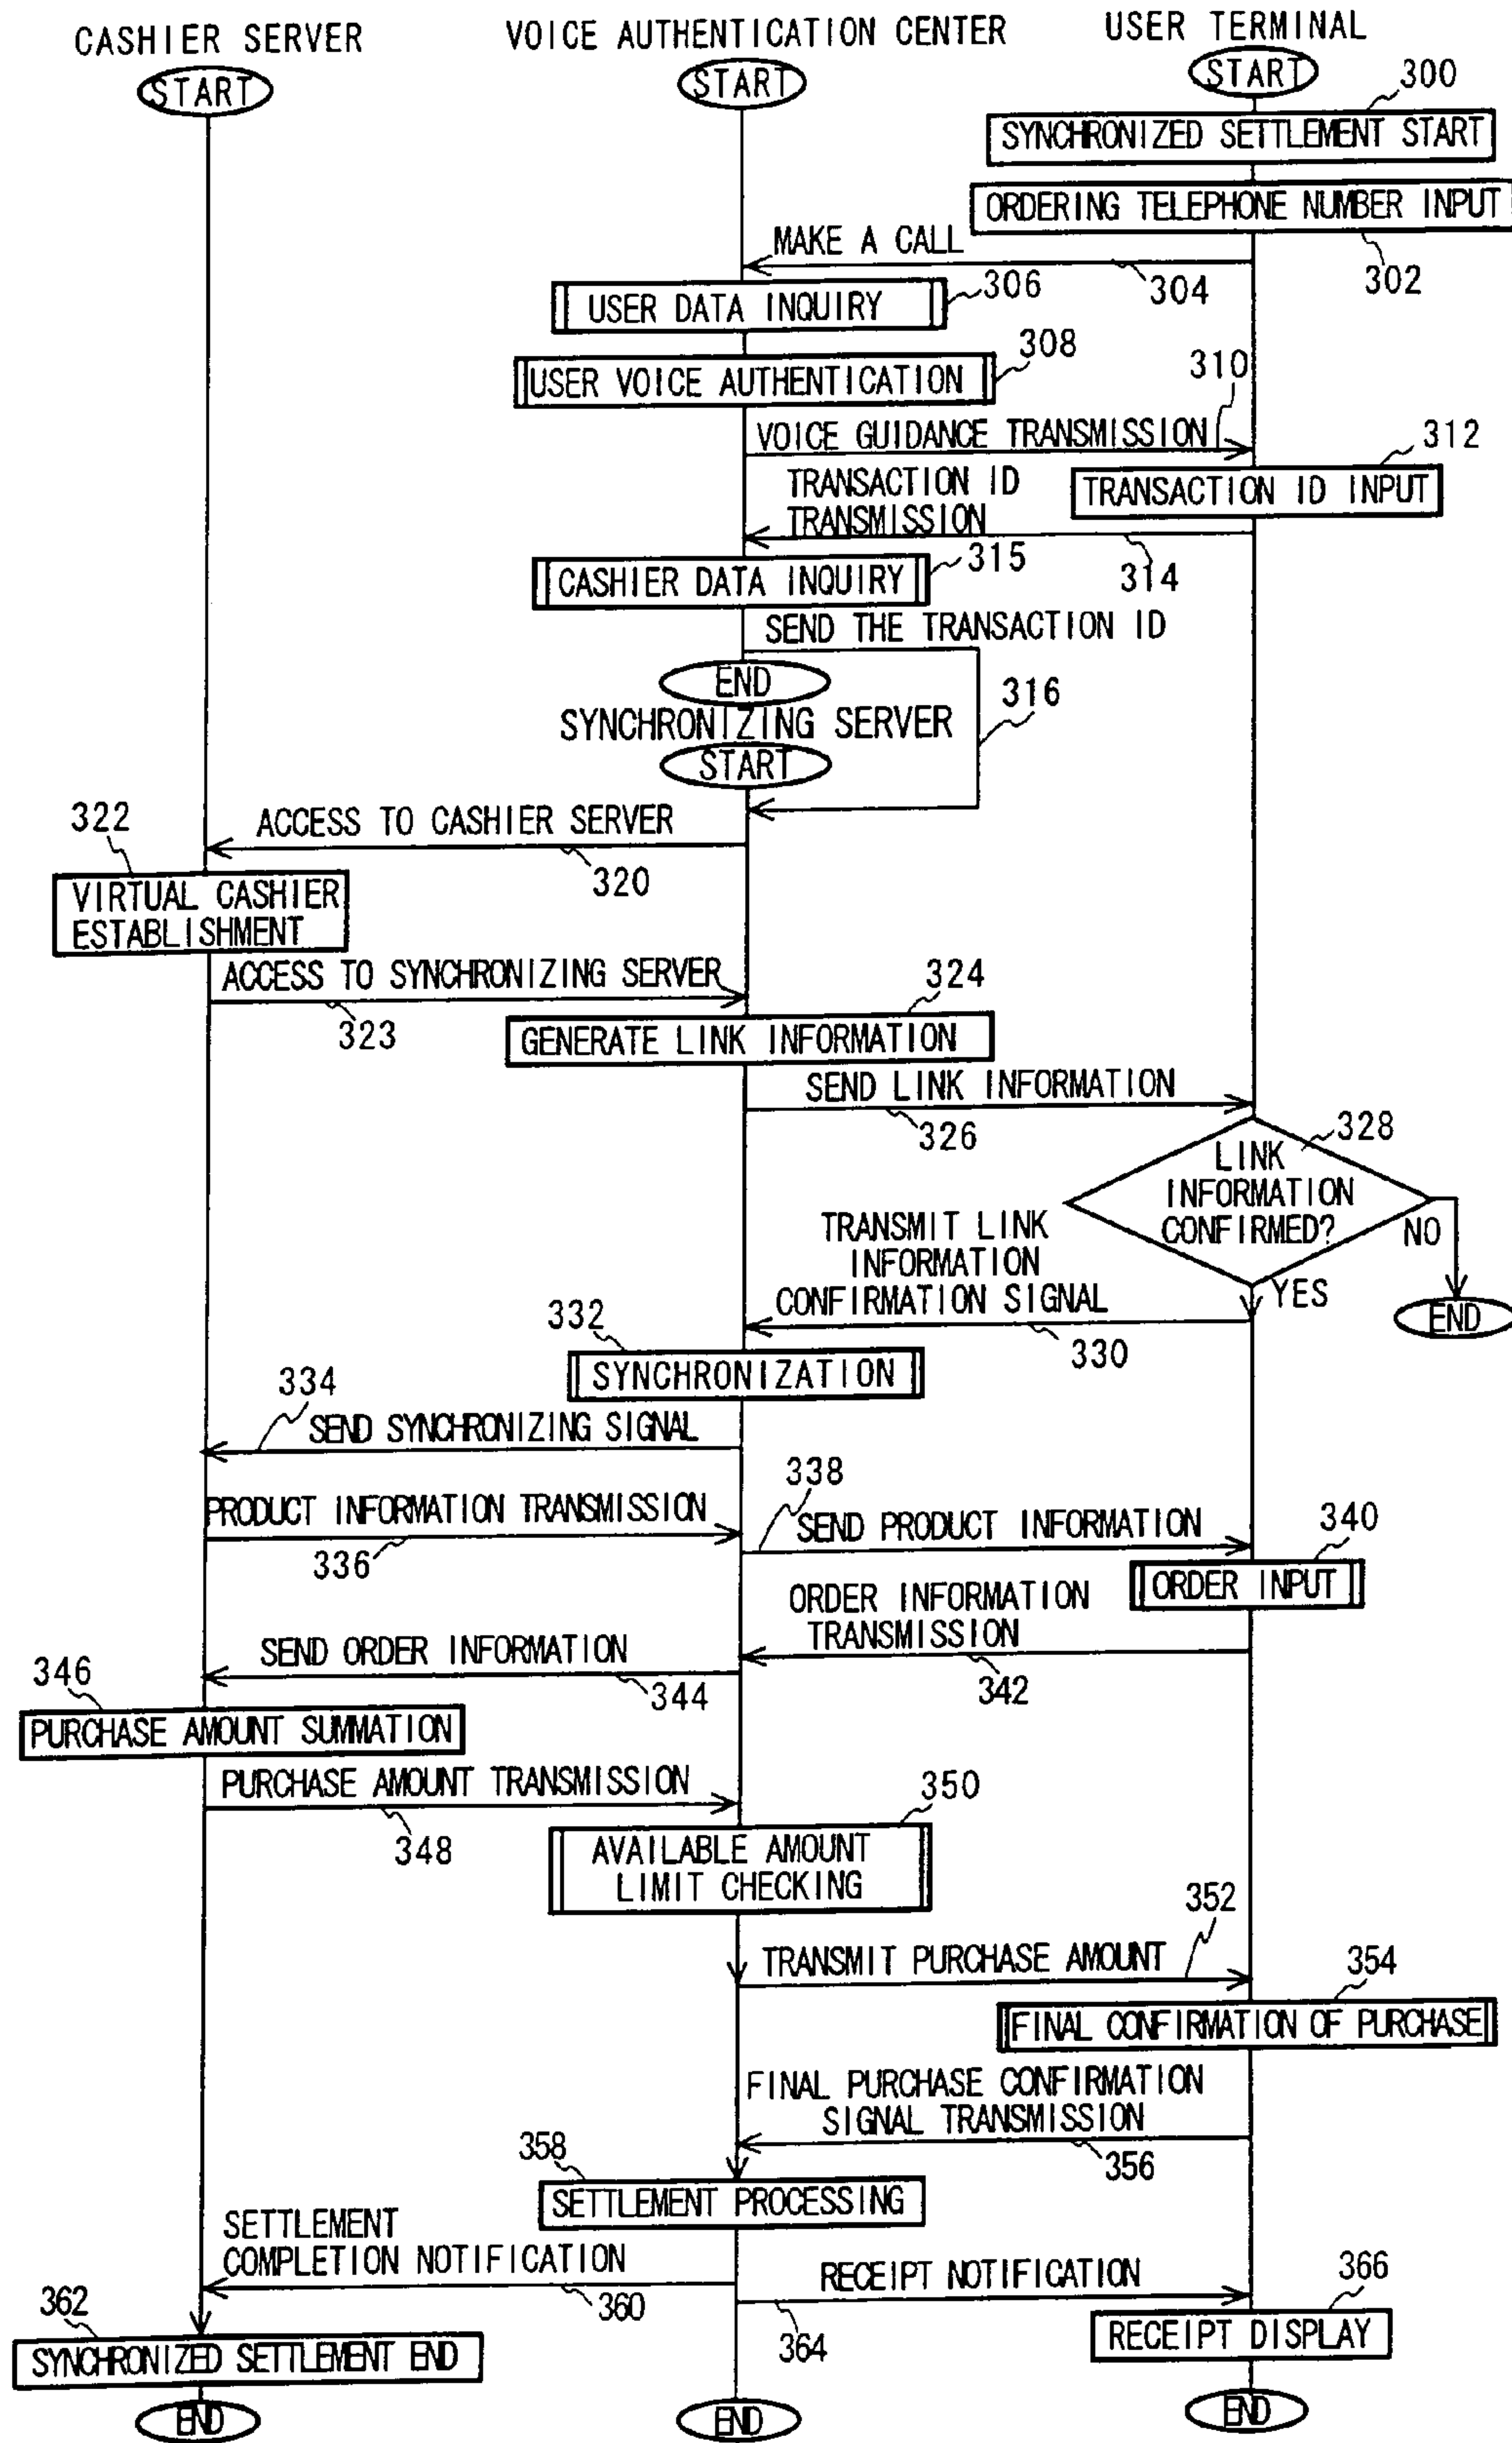 CASHIER SERVER
VOICE AUTHENTICATION CENTER
USER TERMINAL
START
START
START
300
SYNCHRONIZED SETTLEMENT START
ORDERING TELEPHONE NUMBER INPUT
302
MAKE A CALL
304
USER DATA INQUIRY
306
USER VOICE AUTHENTICATION
308
310
VOICE GUIDANCE TRANSMISSION
312
TRANSACTION ID INPUT
TRANSACTION ID
TRANSMISSION
314
CASHIER DATA INQUIRY
315
SEND THE TRANSACTION ID
END
316
SYNCHRONIZING SERVER
START
322
ACCESS TO CASHIER SERVER
320
VIRTUAL CASHIER
ESTABLISHMENT
ACCESS TO SYNCHRONIZING SERVER
323
324
GENERATE LINK INFORMATION
SEND LINK INFORMATION
326
328
LINK
INFORMATION
CONFIRMED?
NO
YES
END
TRANSMIT LINK
INFORMATION
CONFIRMATION SIGNAL
330
332
SYNCHRONIZATION
334
SEND SYNCHRONIZING SIGNAL
PRODUCT INFORMATION TRANSMISSION
336
338
SEND PRODUCT INFORMATION
340
ORDER INPUT
ORDER INFORMATION
TRANSMISSION
342
SEND ORDER INFORMATION
344
346
PURCHASE AMOUNT SUMMATION
PURCHASE AMOUNT TRANSMISSION
348
350
AVAILABLE AMOUNT
LIMIT CHECKING
352
TRANSMIT PURCHASE AMOUNT
354
FINAL CONFIRMATION OF PURCHASE
FINAL PURCHASE CONFIRMATION
SIGNAL TRANSMISSION
356
358
SETTLEMENT PROCESSING
SETTLEMENT
COMPLETION NOTIFICATION
360
RECEIPT NOTIFICATION
364
362
SYNCHRONIZED SETTLEMENT END
366
RECEIPT DISPLAY
END
END
END